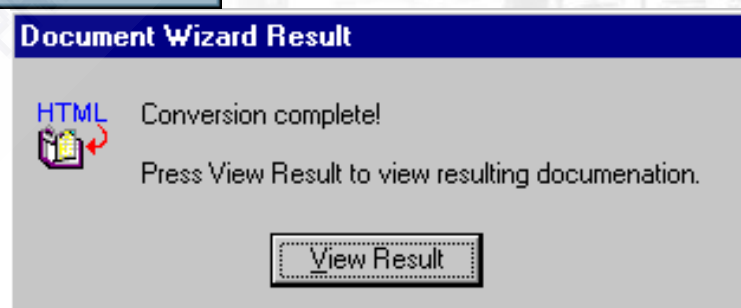 Document Wizard Result
HTML
Conversion complete!
Press View Result to view resulting documenation.
View Result